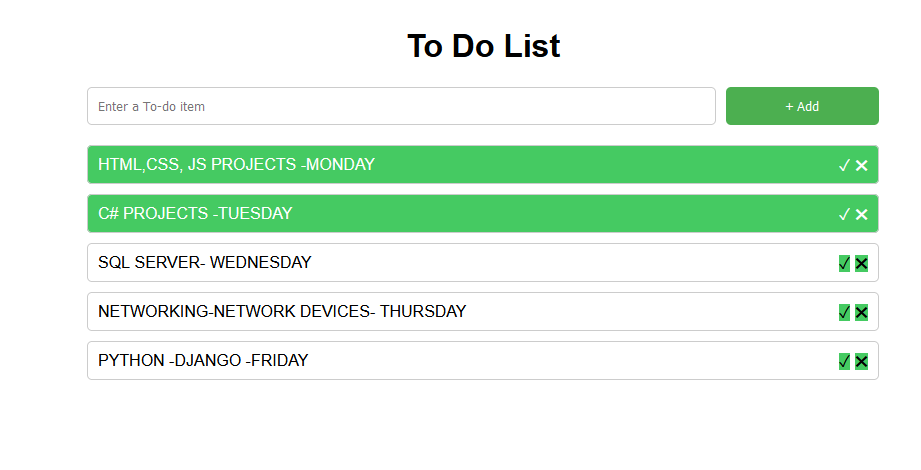 To Do List
Enter a To-do item
+ Add
HTML,CSS, JS PROJECTS -MONDAY ✓ ✕
C# PROJECTS -TUESDAY ✓ ✕
SQL SERVER- WEDNESDAY ✓ ✕
NETWORKING-NETWORK DEVICES- THURSDAY ✓ ✕
PYTHON -DJANGO -FRIDAY ✓ ✕